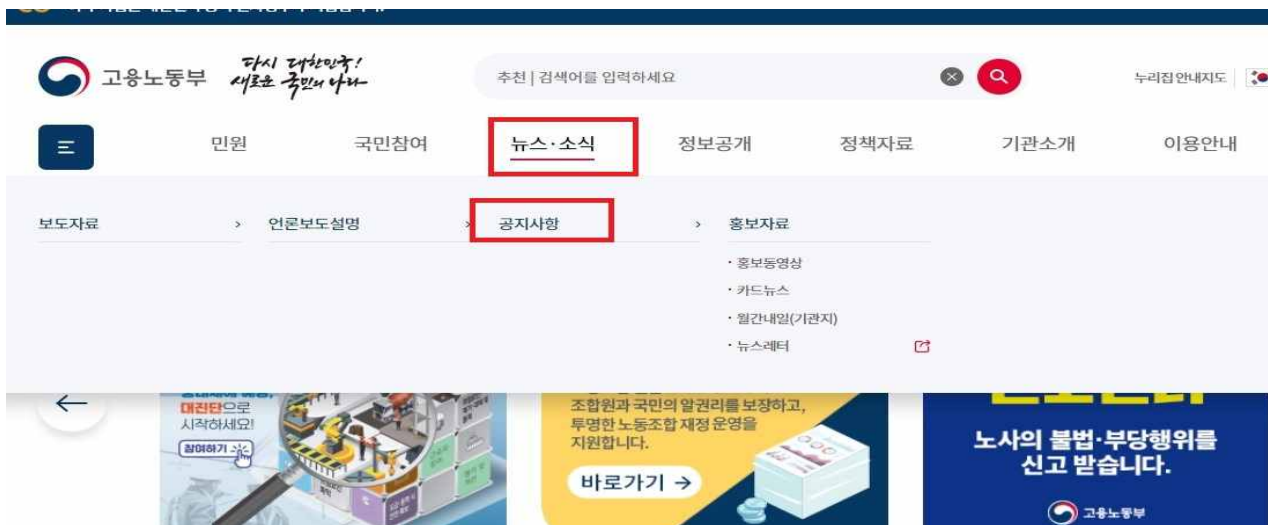 고용노동부
다시 대한민국!
새로운 국민의 나라
추천 | 검색어를 입력하세요
누리집 안내지도
민원 국민참여 뉴스·소식 정보공개 정책자료 기관소개 이용안내
보도자료 > 언론보도설명 > 공지사항 > 홍보자료
· 홍보동영상
· 카드뉴스
· 월간내일(기관지)
· 뉴스레터
대진단으로
시작하세요!
참여하기
조합원과 국민의 알권리를 보장하고,
투명한 노동조합 재정 운영을
지원합니다.
바로가기 →
노사의 불법·부당행위를
신고 받습니다.
고용노동부